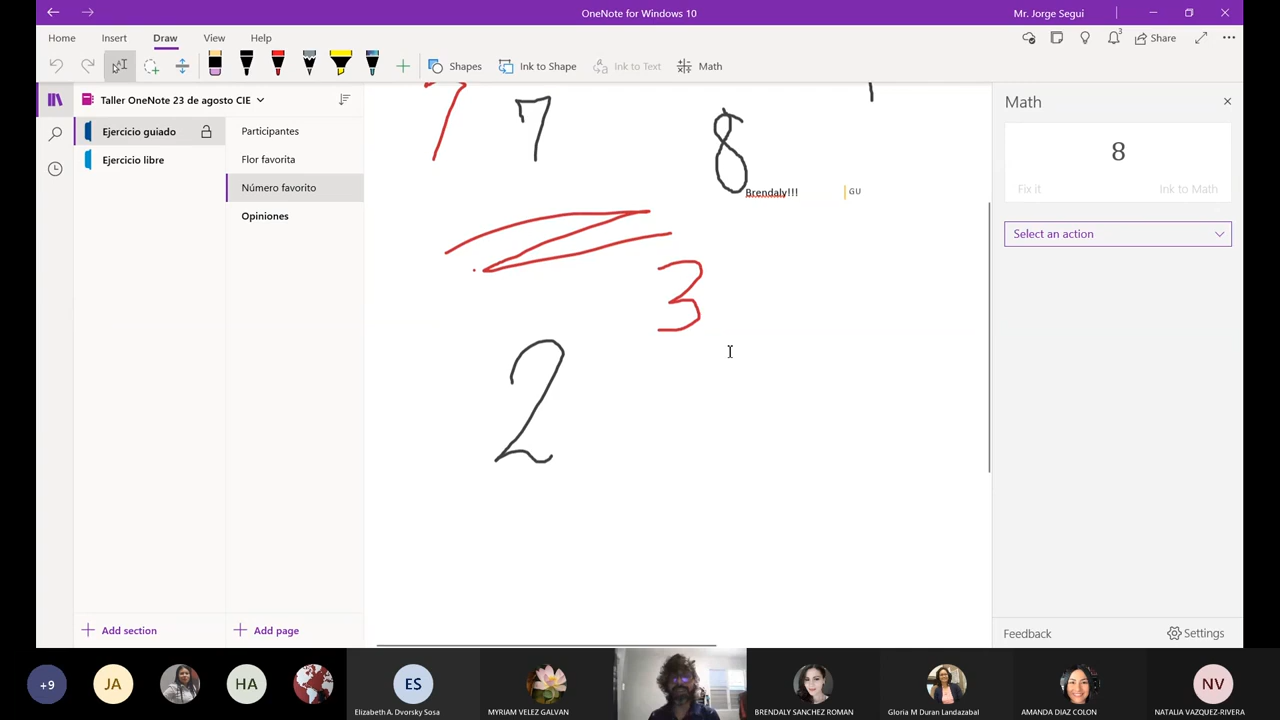 OneNote for Windows 10
Mr. Jorge Segui
Home Insert Draw View Help
3
Share
Shapes Ink to Shape Ink to Text Math
Taller OneNote 23 de agosto CIE
Ejercicio guiado
Ejercicio libre
Participantes
Flor favorita
Número favorito
Opiniones
7
7
8
Brendaly!!!
GU
3
2
Math
8
Fix it Ink to Math
Select an action
Add section
Add page
Feedback
Settings
+9
JA
HA
ES
NV
Elizabeth A. Dvorsky Sosa
MYRIAM VELEZ GALVAN
BRENDALY SANCHEZ ROMAN
Gloria M Duran Landazabal
AMANDA DIAZ COLON
NATALIA VAZQUEZ-RIVERA